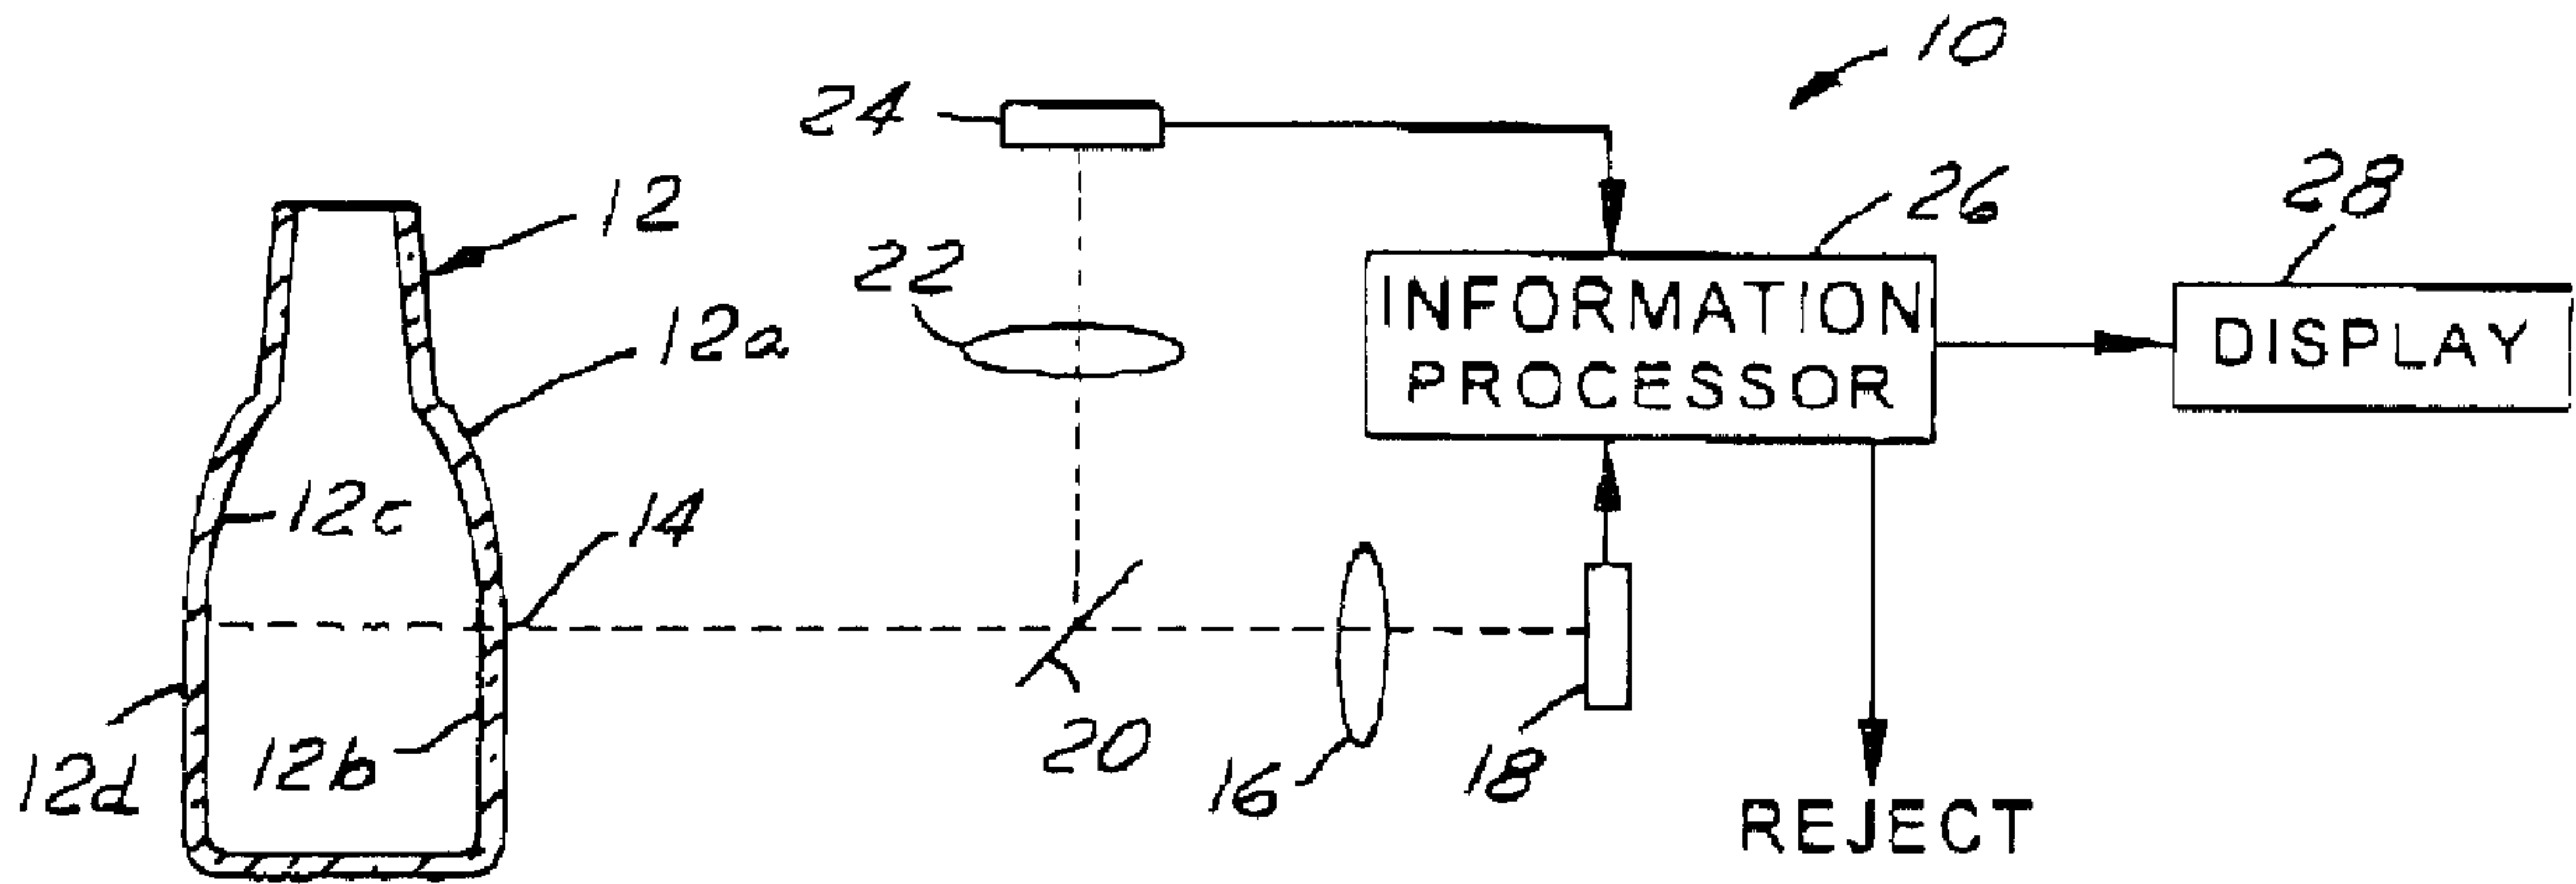 10
24
12
26
28
22
INFORMATION
PROCESSOR
DISPLAY
12a
12c
14
12d
12b
20
16
18
REJECT